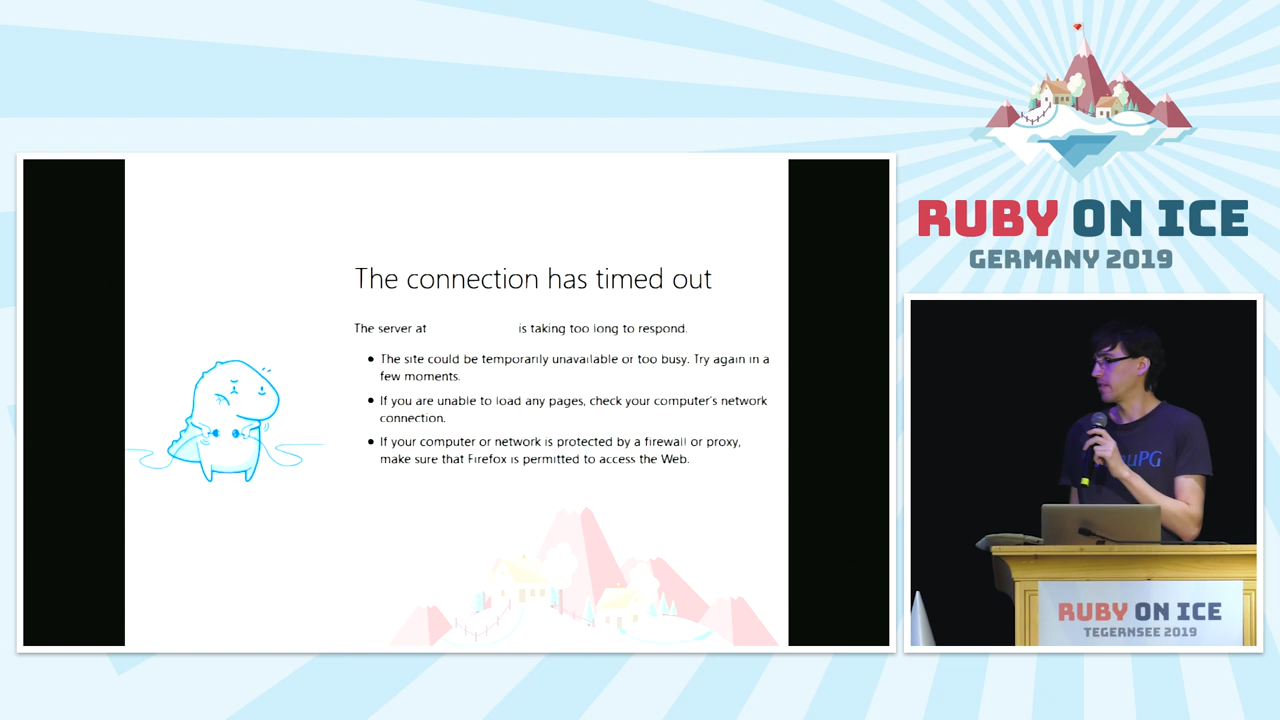 RUBY ON ICE
GERMANY 2019
The connection has timed out
The server at is taking too long to respond.
• The site could be temporarily unavailable or too busy. Try again in a
few moments.
• If you are unable to load any pages, check your computer's network
connection.
• If your computer or network is protected by a firewall or proxy,
make sure that Firefox is permitted to access the Web.
RUBY ON ICE
TEGERNSEE 2019